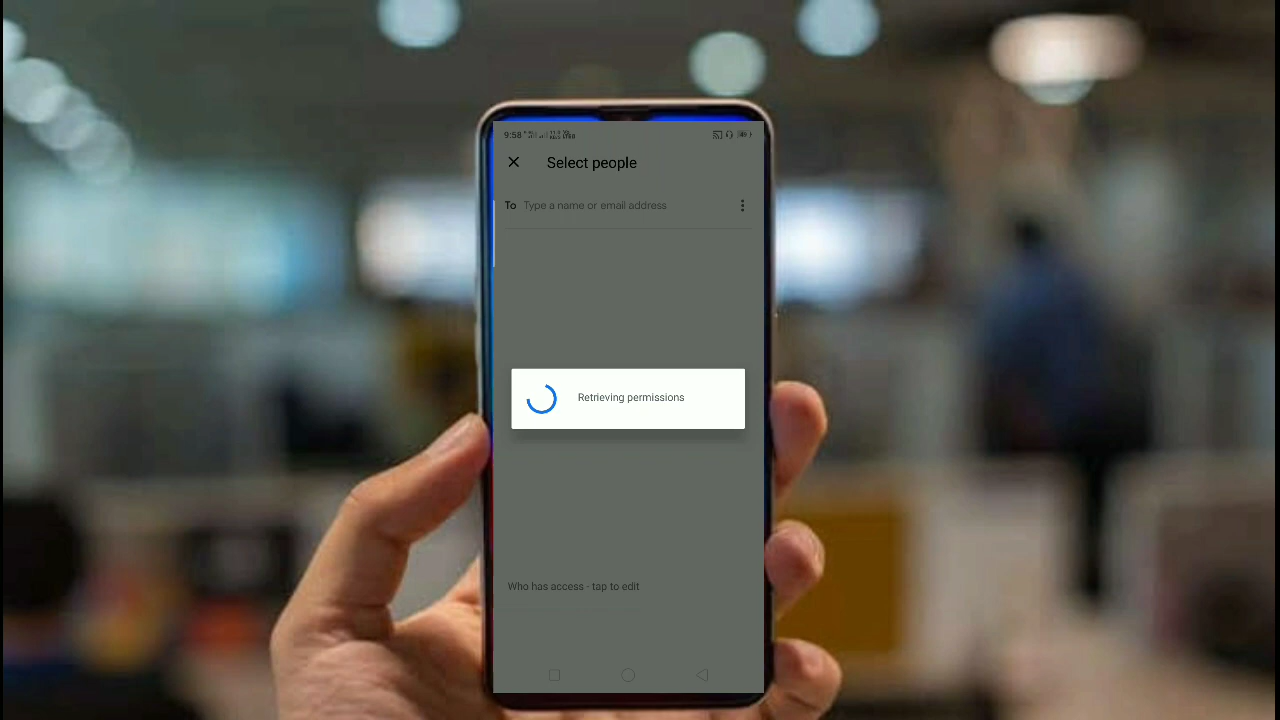 9:58
Select people
To Type a name or email address
Retrieving permissions
Who has access - tap to edit